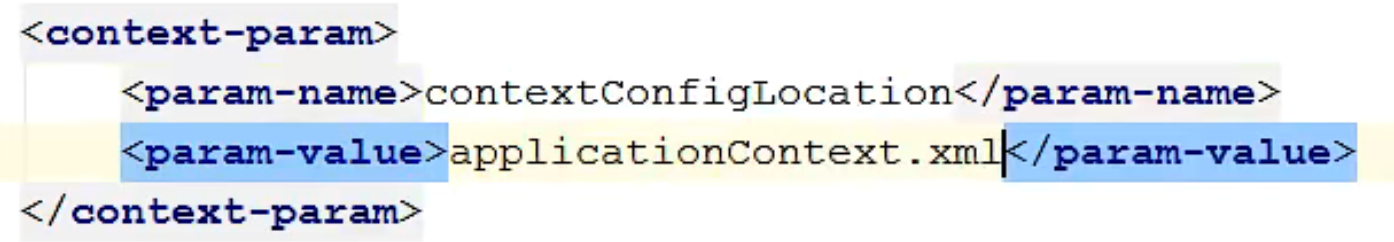 <context-param>
<param-name>contextConfigLocation</param-name>
<param-value>applicationContext.xml</param-value>
</context-param>